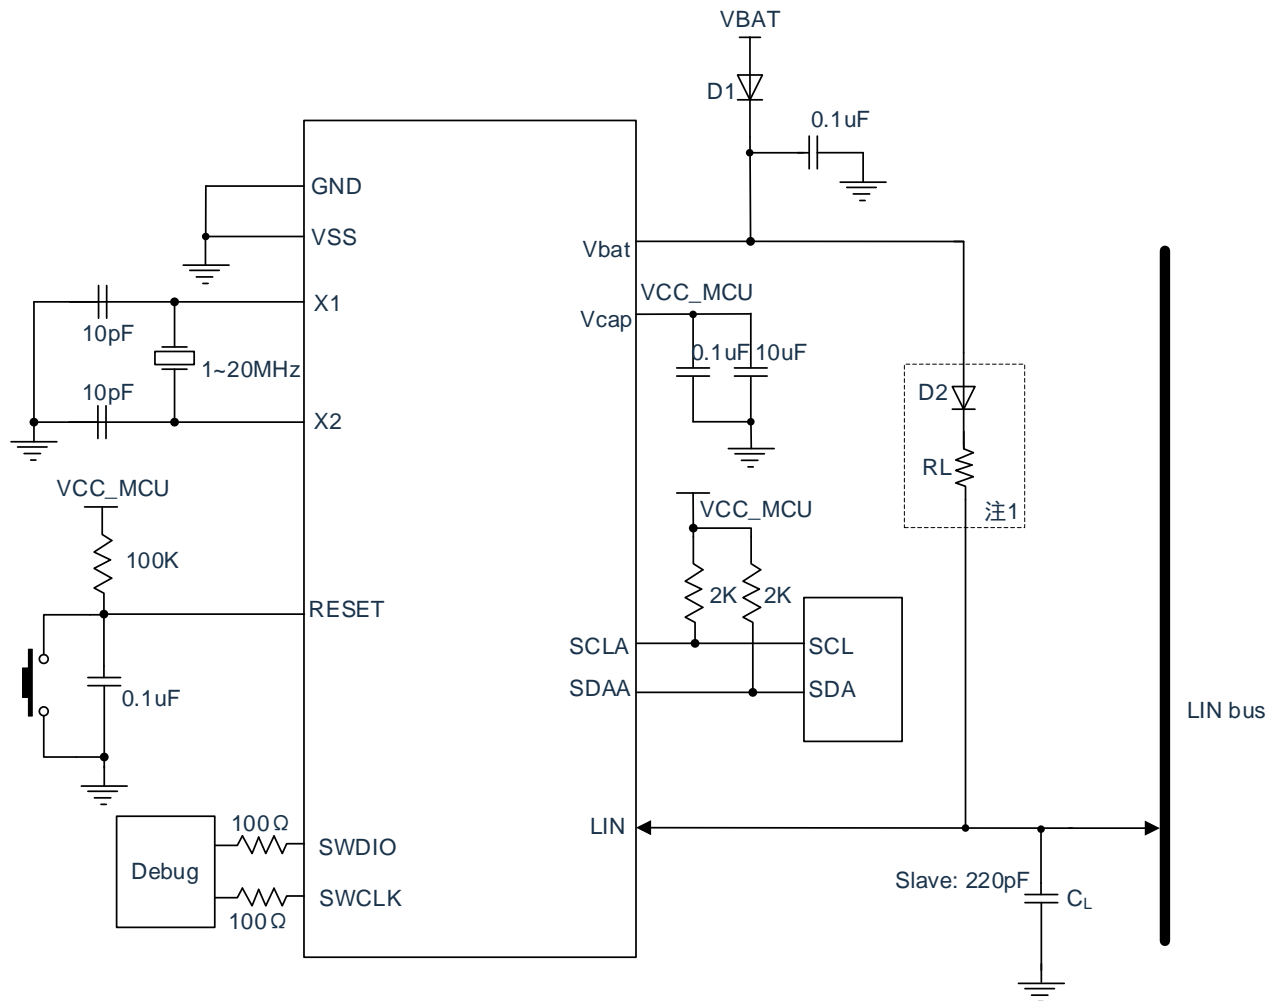 VBAT
D1
0.1uF
GND
VSS
Vbat
X1
VCC_MCU
Vcap
10pF
1~20MHz
0.1uF
10uF
10pF
X2
D2
RL
注1
VCC_MCU
100K
VCC_MCU
2K
2K
RESET
SCLA
SCL
SDAA
SDA
0.1uF
LIN bus
100Ω
LIN
SWDIO
Debug
Slave: 220pF
CL
SWCLK
100Ω